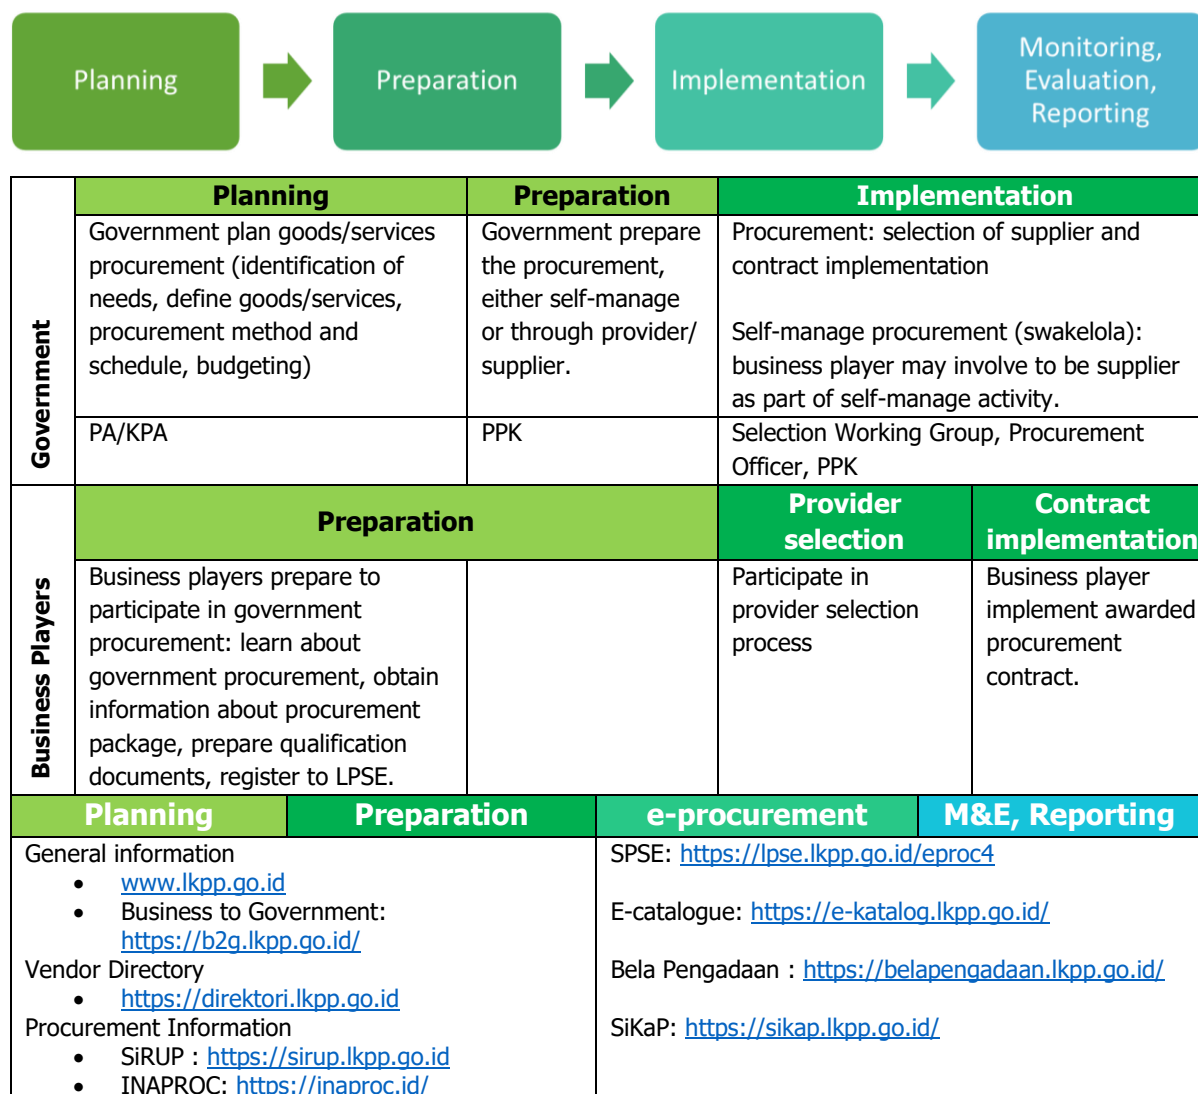 Planning
Preparation
Implementation
Monitoring,
Evaluation,
Reporting
Planning
Preparation
Implementation
Government
Government plan goods/services
procurement (identification of
needs, define goods/services,
procurement method and
schedule, budgeting)
Government prepare
the procurement,
either self-manage
or through provider/
supplier.
Procurement: selection of supplier and
contract implementation
Self-manage procurement (swakelola):
business player may involve to be supplier
as part of self-manage activity.
PA/KPA
PPK
Selection Working Group, Procurement
Officer, PPK
Business Players
Preparation
Provider
selection
Contract
implementation
Business players prepare to
participate in government
procurement: learn about
government procurement, obtain
information about procurement
package, prepare qualification
documents, register to LPSE.
Participate in
provider selection
process
Business player
implement awarded
procurement
contract.
Planning
Preparation
e-procurement
M&E, Reporting
General information
• www.lkpp.go.id
• Business to Government:
https://b2g.lkpp.go.id/
Vendor Directory
• https://direktori.lkpp.go.id
Procurement Information
• SiRUP : https://sirup.lkpp.go.id
• INAPROC: https://inaproc.id/
SPSE: https://lpse.lkpp.go.id/eproc4
E-catalogue: https://e-katalog.lkpp.go.id/
Bela Pengadaan : https://belapengadaan.lkpp.go.id/
SiKaP: https://sikap.lkpp.go.id/